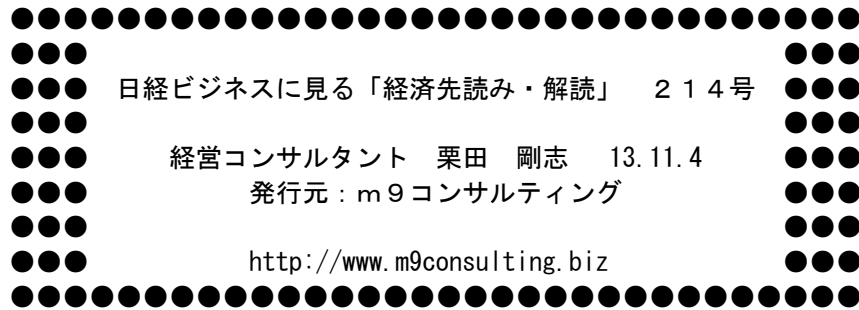 日経ビジネスに見る「経済先読み・解読」　２１４号
経営コンサルタント　栗田　剛志　 13.11.4
発行元：ｍ９コンサルティング
http://www.m9consulting.biz